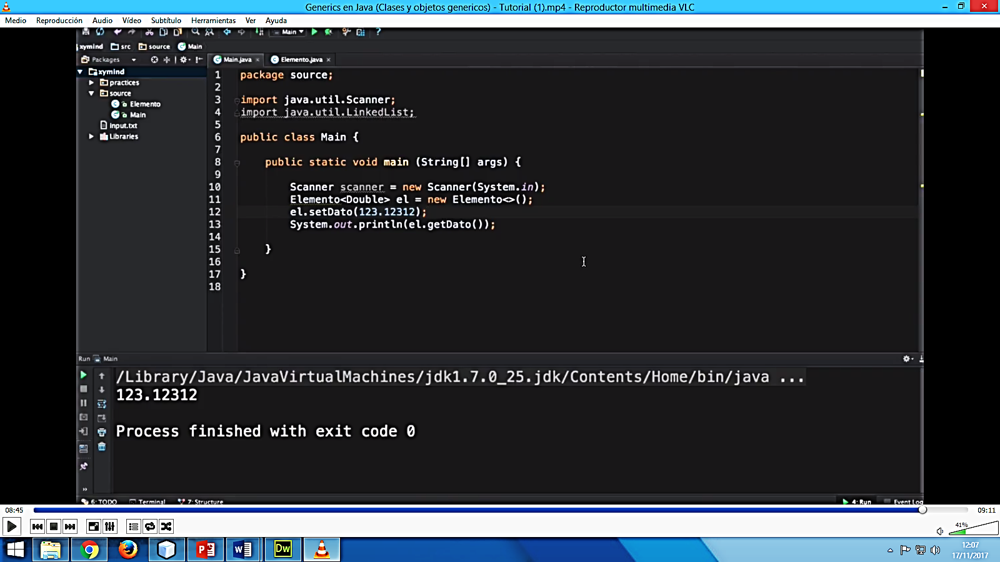 Generics en Java (Clases y objetos genericos) - Tutorial (1).mp4 - Reproductor multimedia VLC
Medio Reproducción Audio Vídeo Subtítulo Herramientas Ver Ayuda
Main
xymind src source Main
Packages Main.java Elemento.java
xymind
practices
source
Elemento
Main
input.txt
Libraries
1 package source;
2
3 import java.util.Scanner;
4 import java.util.LinkedList;
5
6 public class Main {
7
8 public static void main (String[] args) {
9
10 Scanner scanner = new Scanner(System.in);
11 Elemento<Double> el = new Elemento<>();
12 el.setDato(123.12312);
13 System.out.println(el.getDato());
14
15 }
16
17 }
18
Run Main
/Library/Java/JavaVirtualMachines/jdk1.7.0_25.jdk/Contents/Home/bin/java ...
123.12312
Process finished with exit code 0
6: TODO Terminal 7: Structure 4: Run Event Log
08:45 09:11
41%
P W Dw
12:07
17/11/2017